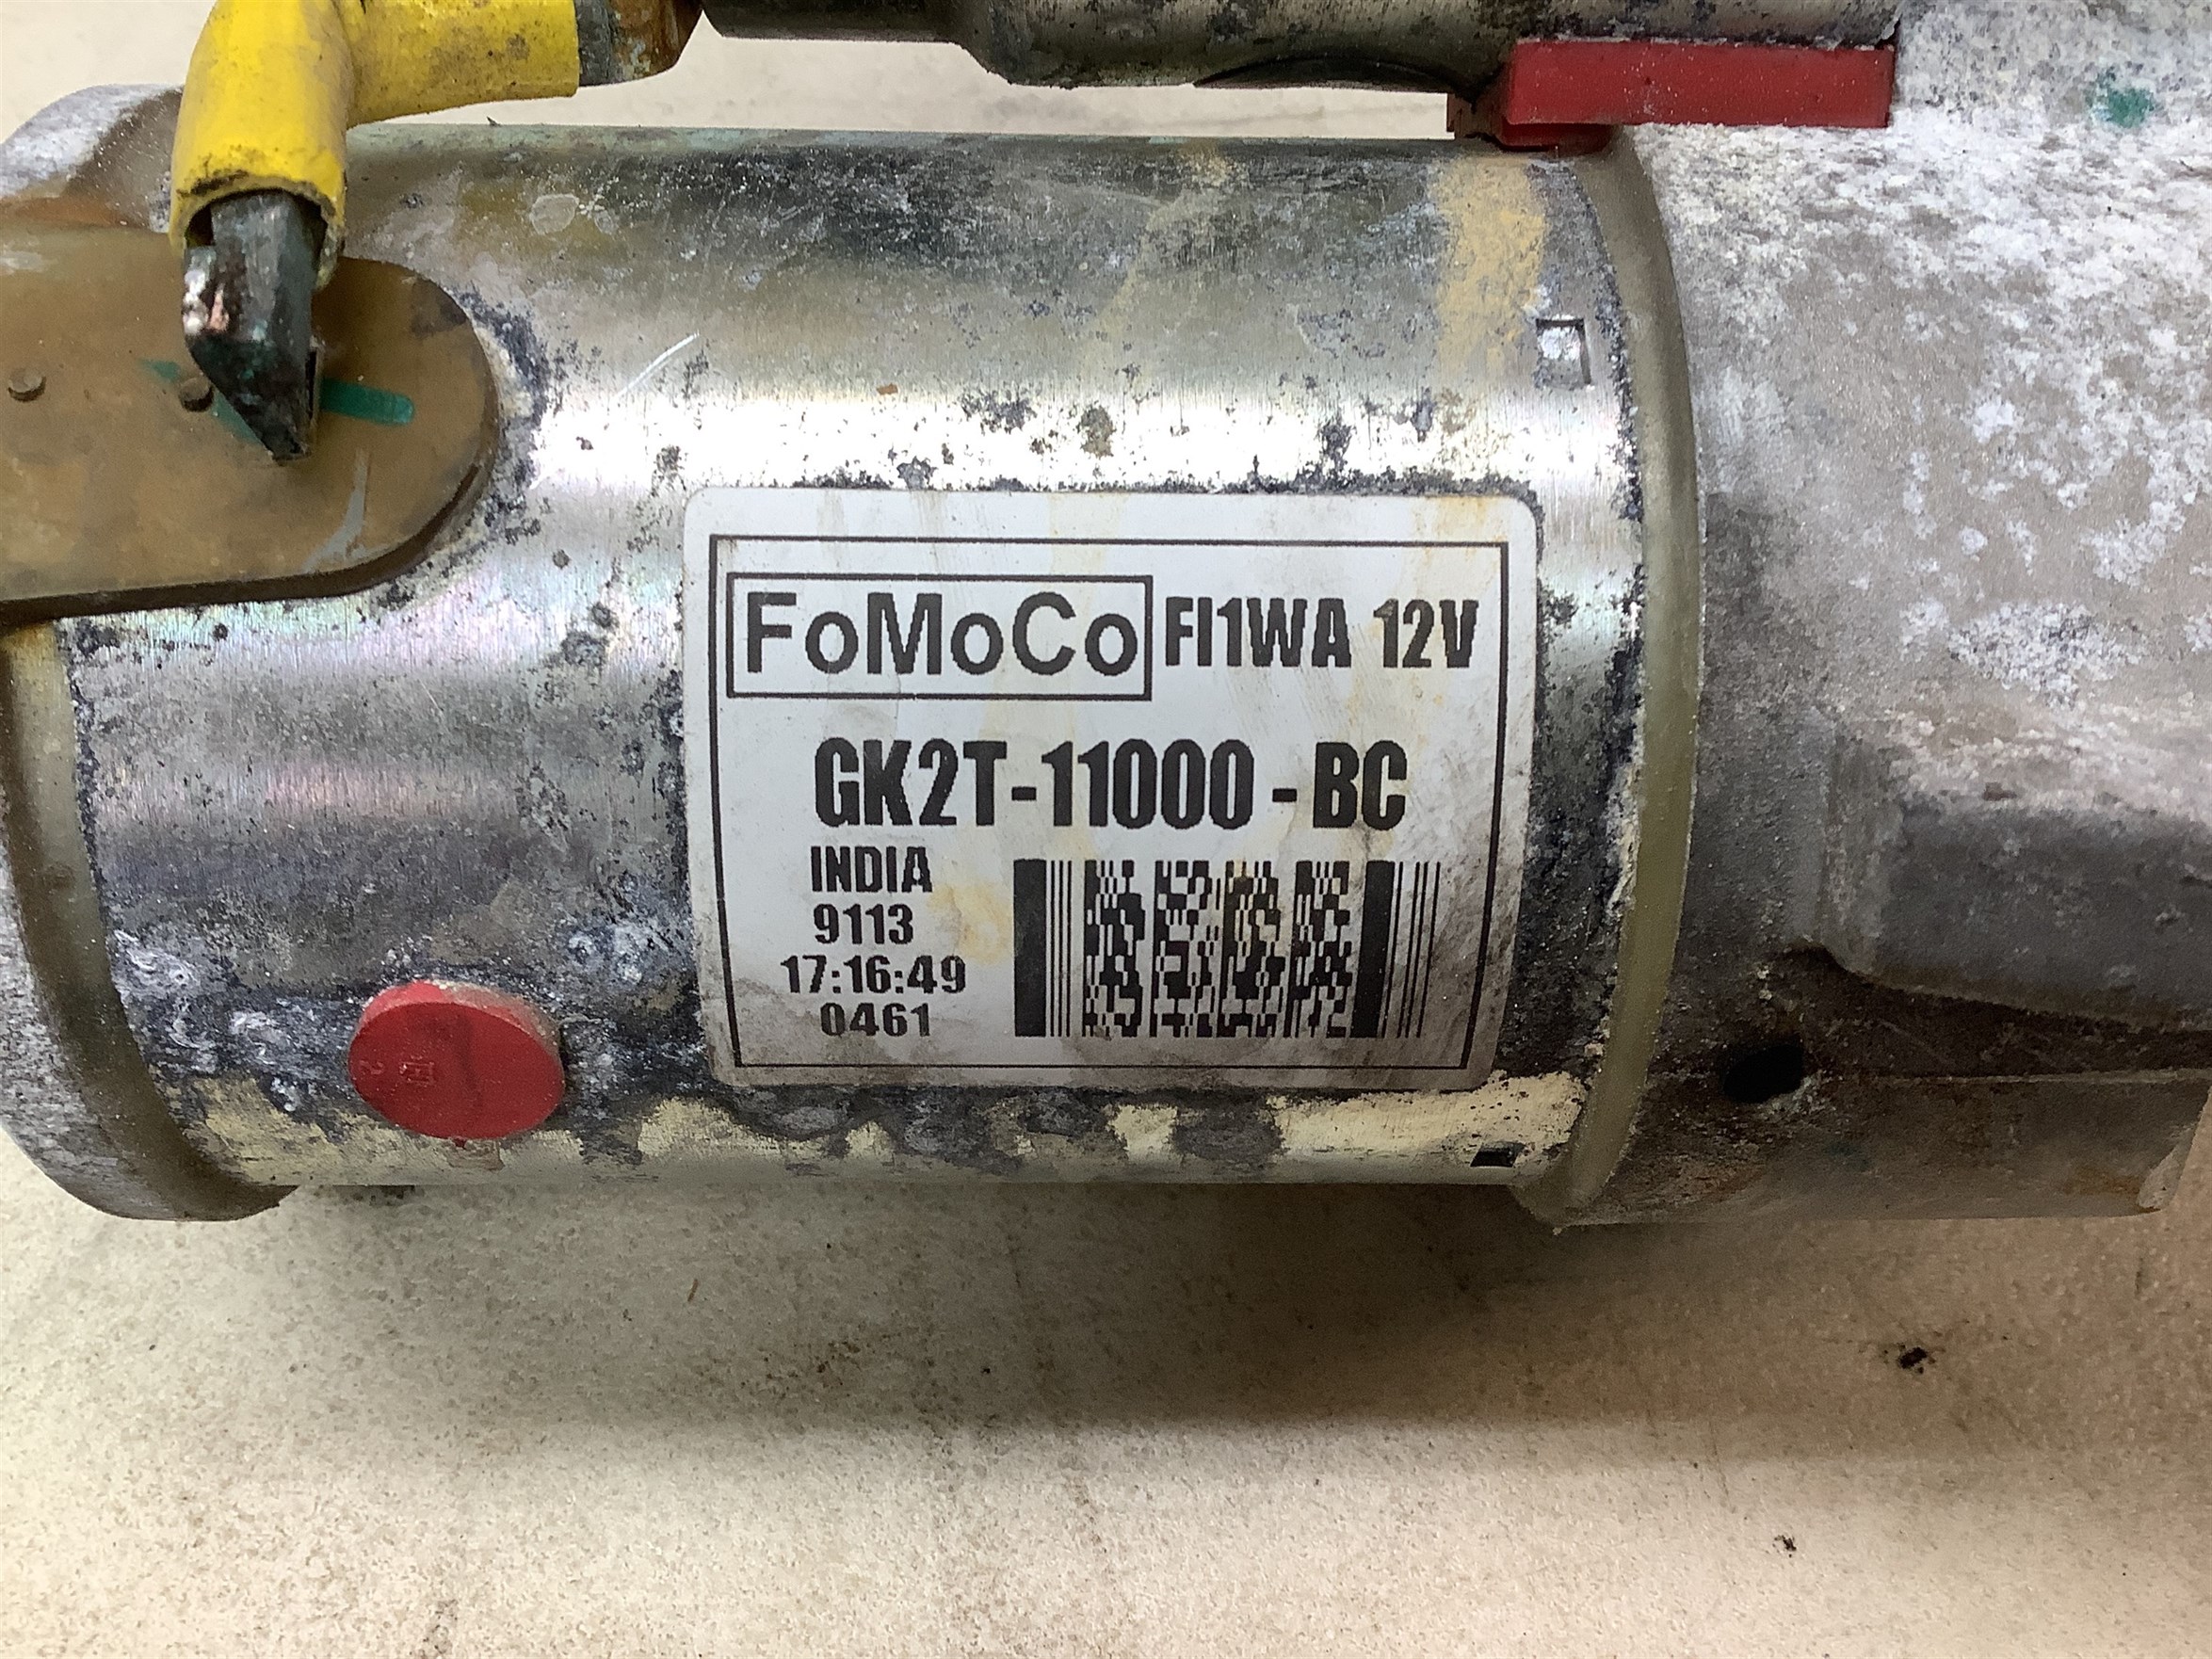 FoMoCo FI1WA 12V
GK2T-11000-BC
INDIA
9113
17:16:49
0461